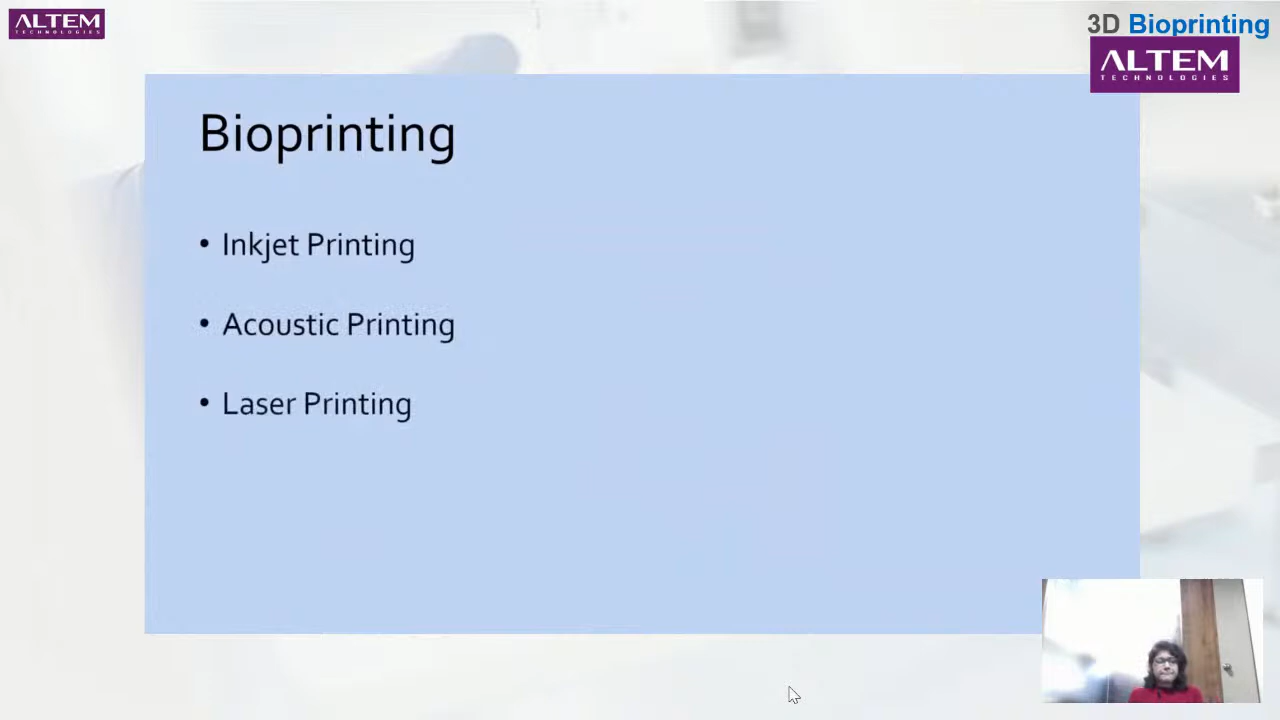 ALTEM
TECHNOLOGIES
3D Bioprinting
ALTEM
TECHNOLOGIES
Bioprinting
• Inkjet Printing
• Acoustic Printing
• Laser Printing